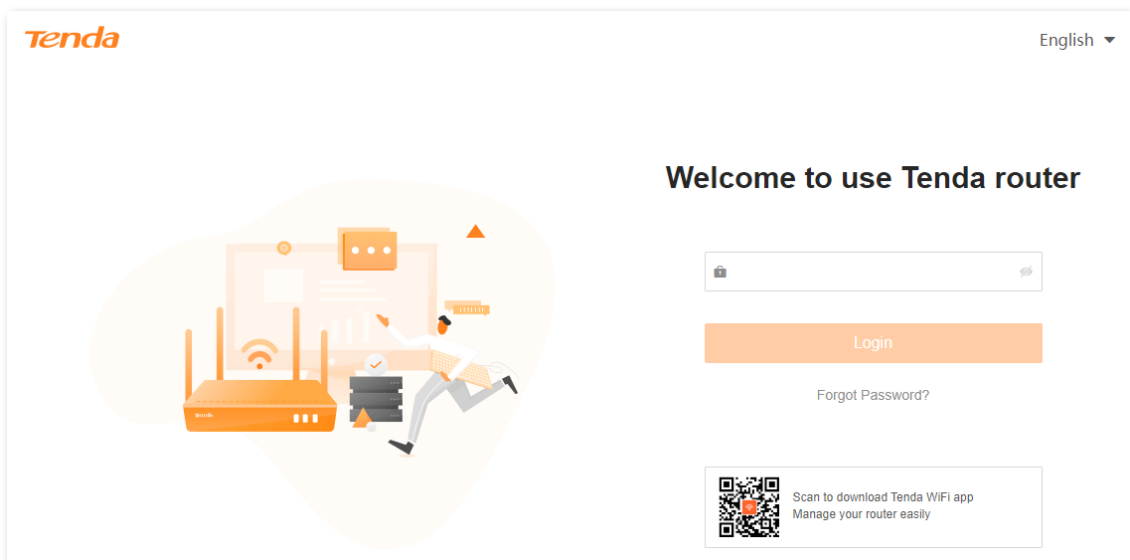 Tenda
English
Welcome to use Tenda router
Login
Forgot Password?
Scan to download Tenda WiFi app
Manage your router easily